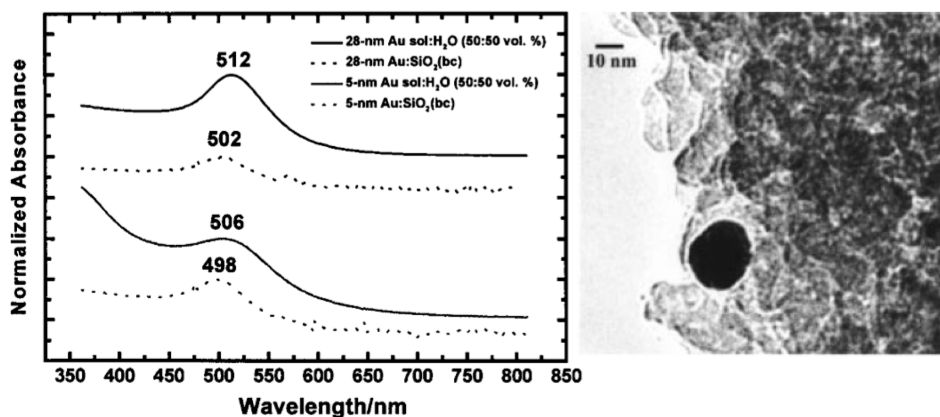 28-nm Au sol:H₂O (50:50 vol. %)
28-nm Au:SiO₂(bc)
5-nm Au sol:H₂O (50:50 vol. %)
5-nm Au:SiO₂(bc)
512
502
506
498
Normalized Absorbance
350 400 450 500 550 600 650 700 750 800 850
Wavelength/nm
10 nm